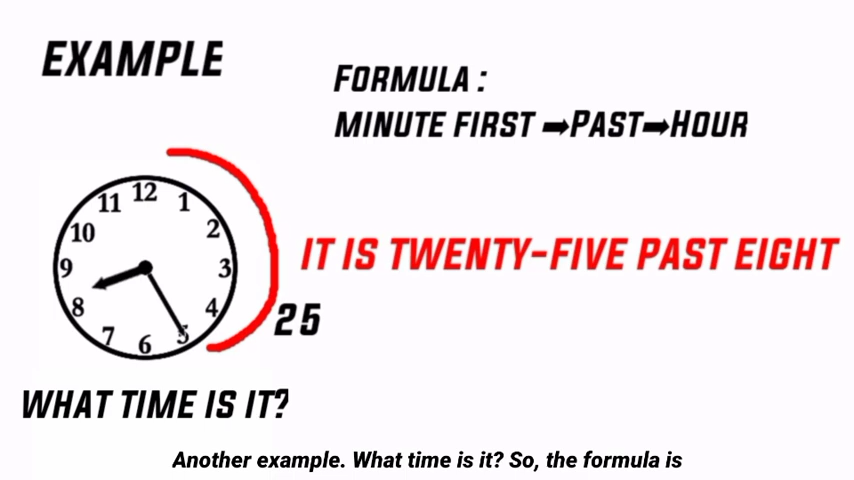 EXAMPLE
FORMULA :
MINUTE FIRST ➡PAST➡HOUR
12
11
1
10
2
9
3
8
4
7
5
6
IT IS TWENTY-FIVE PAST EIGHT
25
WHAT TIME IS IT?
Another example. What time is it? So, the formula is